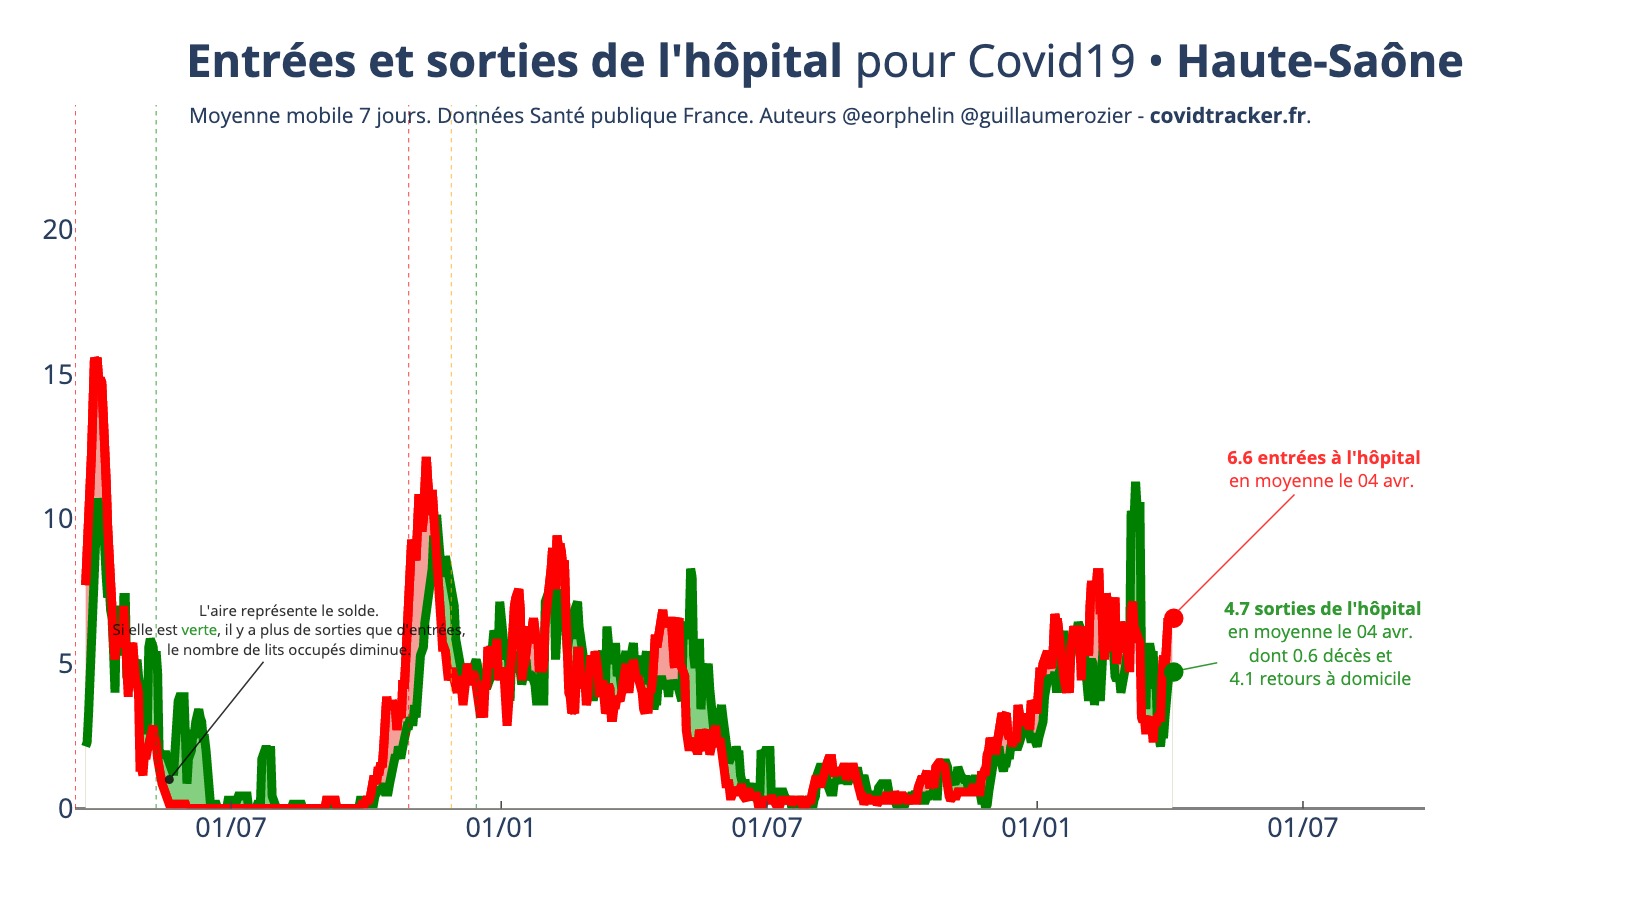 Entrées et sorties de l'hôpital pour Covid19 • Haute-Saône
Moyenne mobile 7 jours. Données Santé publique France. Auteurs @eorphelin @guillaumerozier - covidtracker.fr.
20
15
10
5
0
L'aire représente le solde.
Si elle est verte, il y a plus de sorties que d'entrées,
le nombre de lits occupés diminue.
6.6 entrées à l'hôpital
en moyenne le 04 avr.
4.7 sorties de l'hôpital
en moyenne le 04 avr.
dont 0.6 décès et
4.1 retours à domicile
01/07
01/01
01/07
01/01
01/07